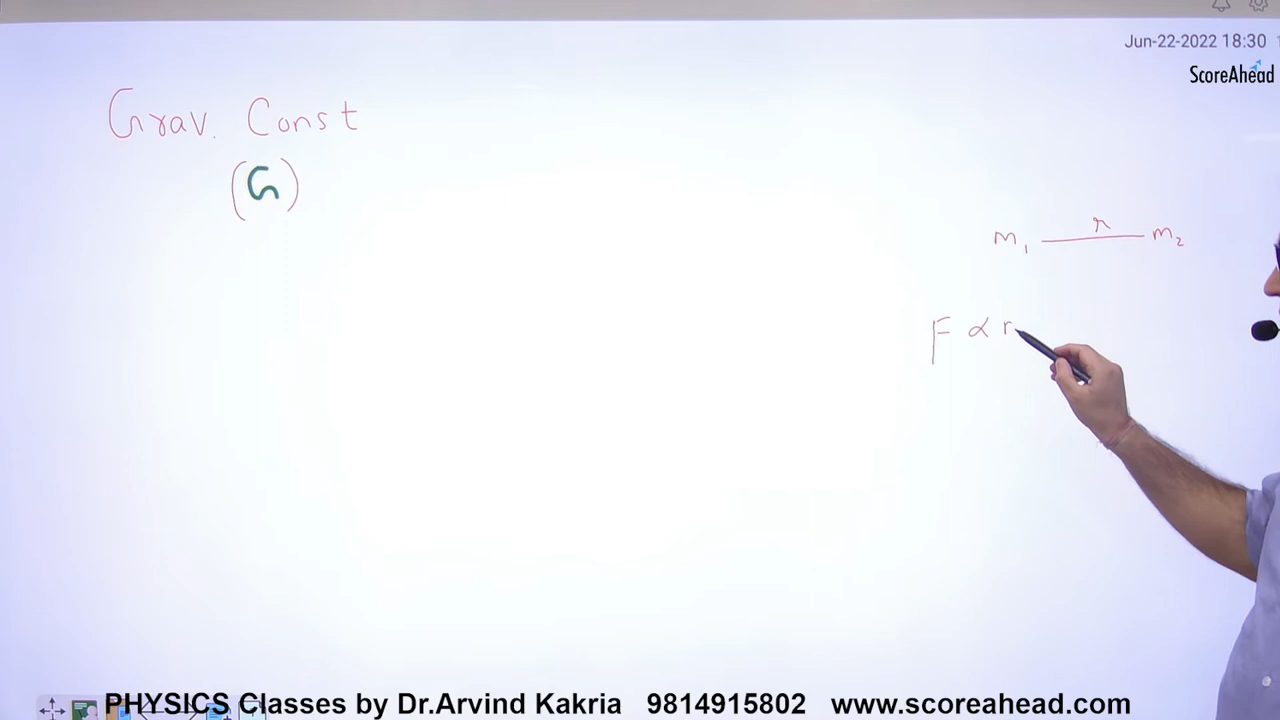 Jun-22-2022 18:30
ScoreAhead
Grav. Const
(G)
m₁ r m₂
F ∝
PHYSICS Classes by Dr.Arvind Kakria 9814915802 www.scoreahead.com